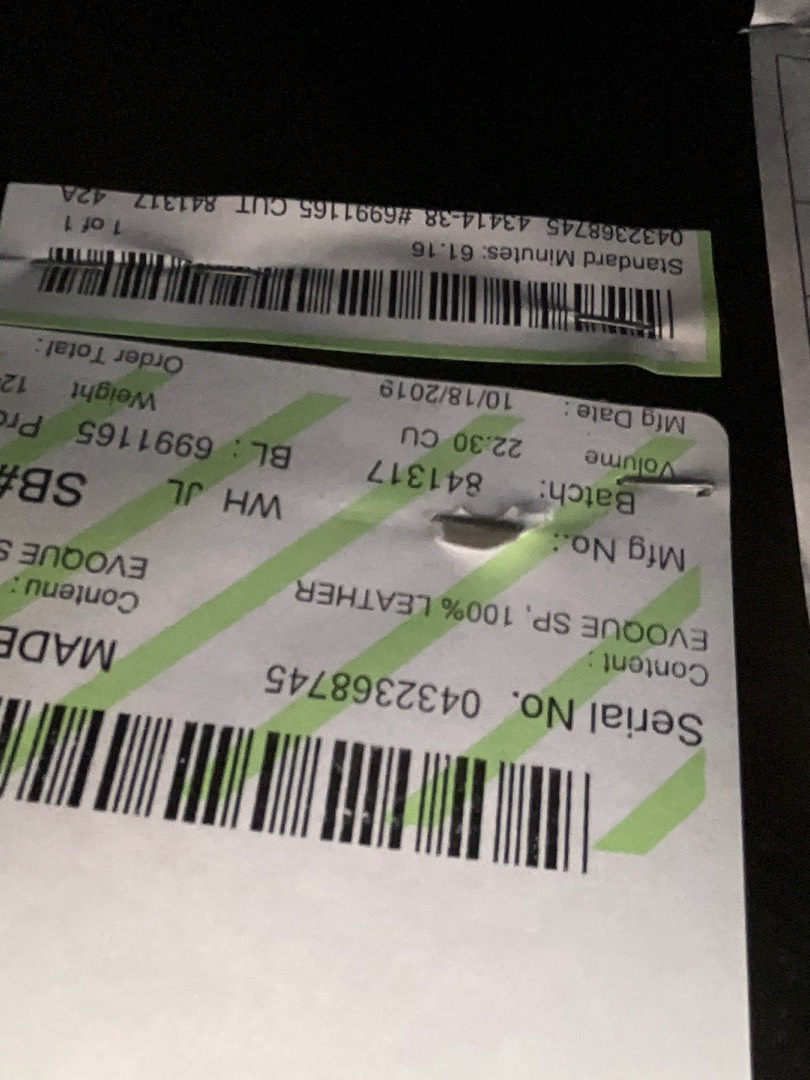 Serial No. 0432368745
MADE
Content :
Contenu :
EVOQUE SP, 100% LEATHER
EVOQUE S
Mfg No.:
WH JL
SB#
Batch: 841317
BL: 6991165
Volume 22.30 CU
Weight
Mfg Date : 10/18/2019
Order Total:
Standard Minutes: 61.16
1 of 1
0432368745 43414-38 #6991165 CUT 841317 42A